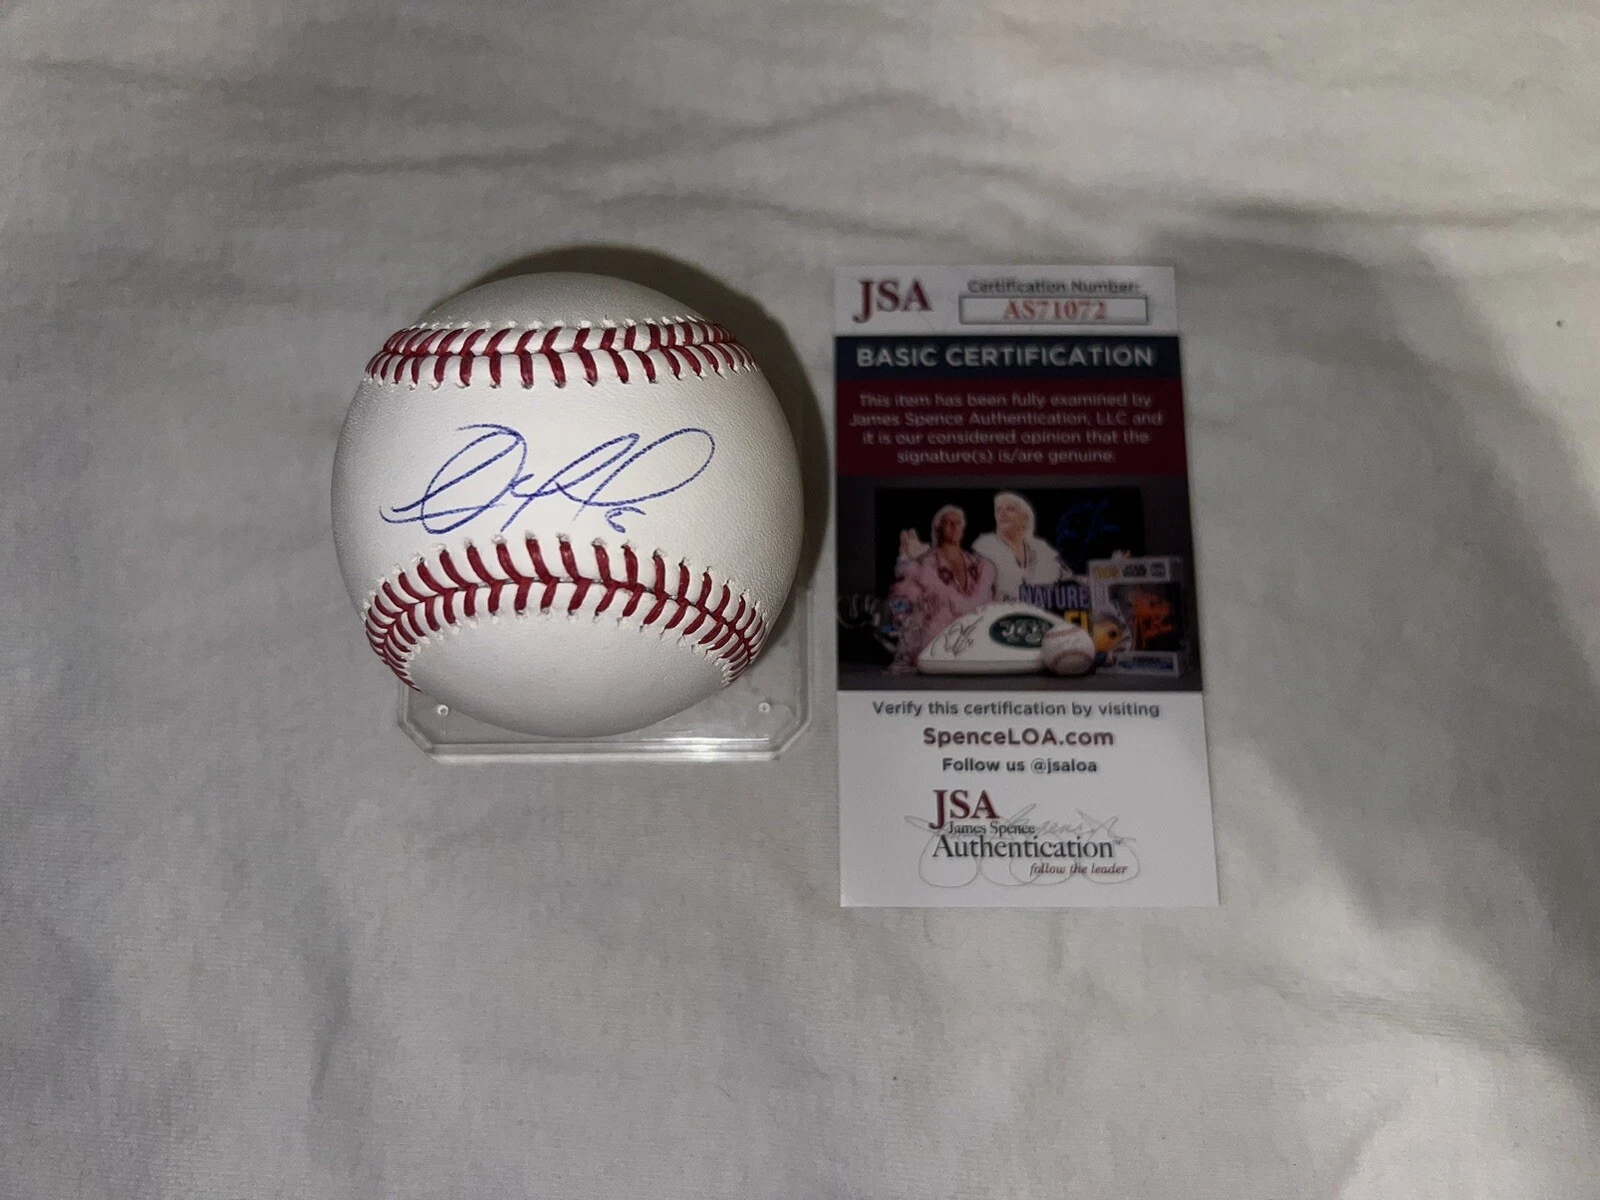 JSA
Certification Number:
AS71072
BASIC CERTIFICATION
This item has been fully examined by
James Spence Authentication, LLC and
it is our considered opinion that the
signature(s) is/are genuine.
NATURE
Verify this certification by visiting
SpenceLOA.com
Follow us @jsaloa
JSA
James Spence
Authentication
follow the leader